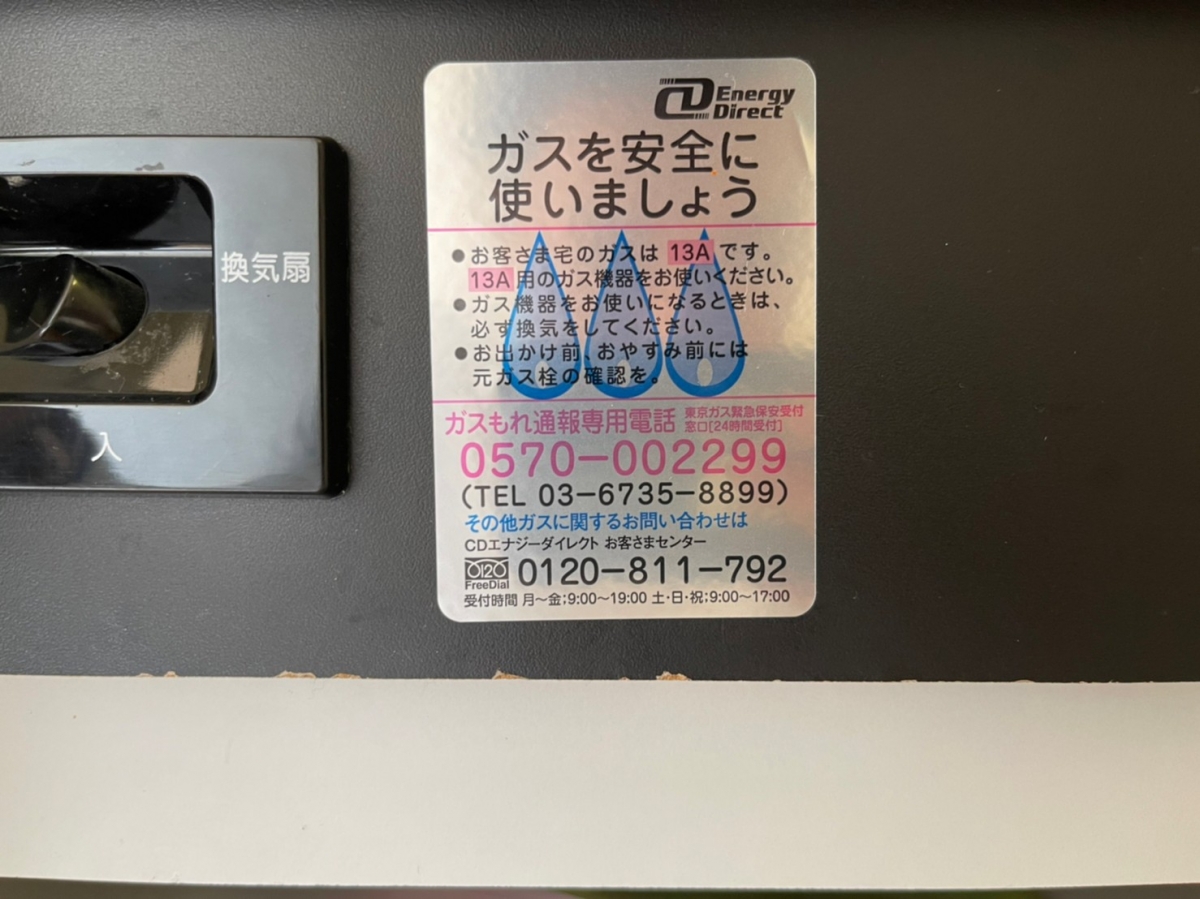 換気扇
入
CD Energy
Direct
ガスを安全に
使いましょう
●お客さま宅のガスは 13A です。
13A 用のガス機器をお使いください。
●ガス機器をお使いになるときは、
必ず換気をしてください。
●お出かけ前、おやすみ前には
元ガス栓の確認を。
ガスもれ通報専用電話 東京ガス緊急保安受付
窓口[24時間受付]
0570-002299
(TEL 03-6735-8899)
その他ガスに関するお問い合わせは
CDエナジーダイレクト お客さまセンター
0120
FreeDial
0120-811-792
受付時間 月～金;9:00～19:00 土・日・祝;9:00～17:00